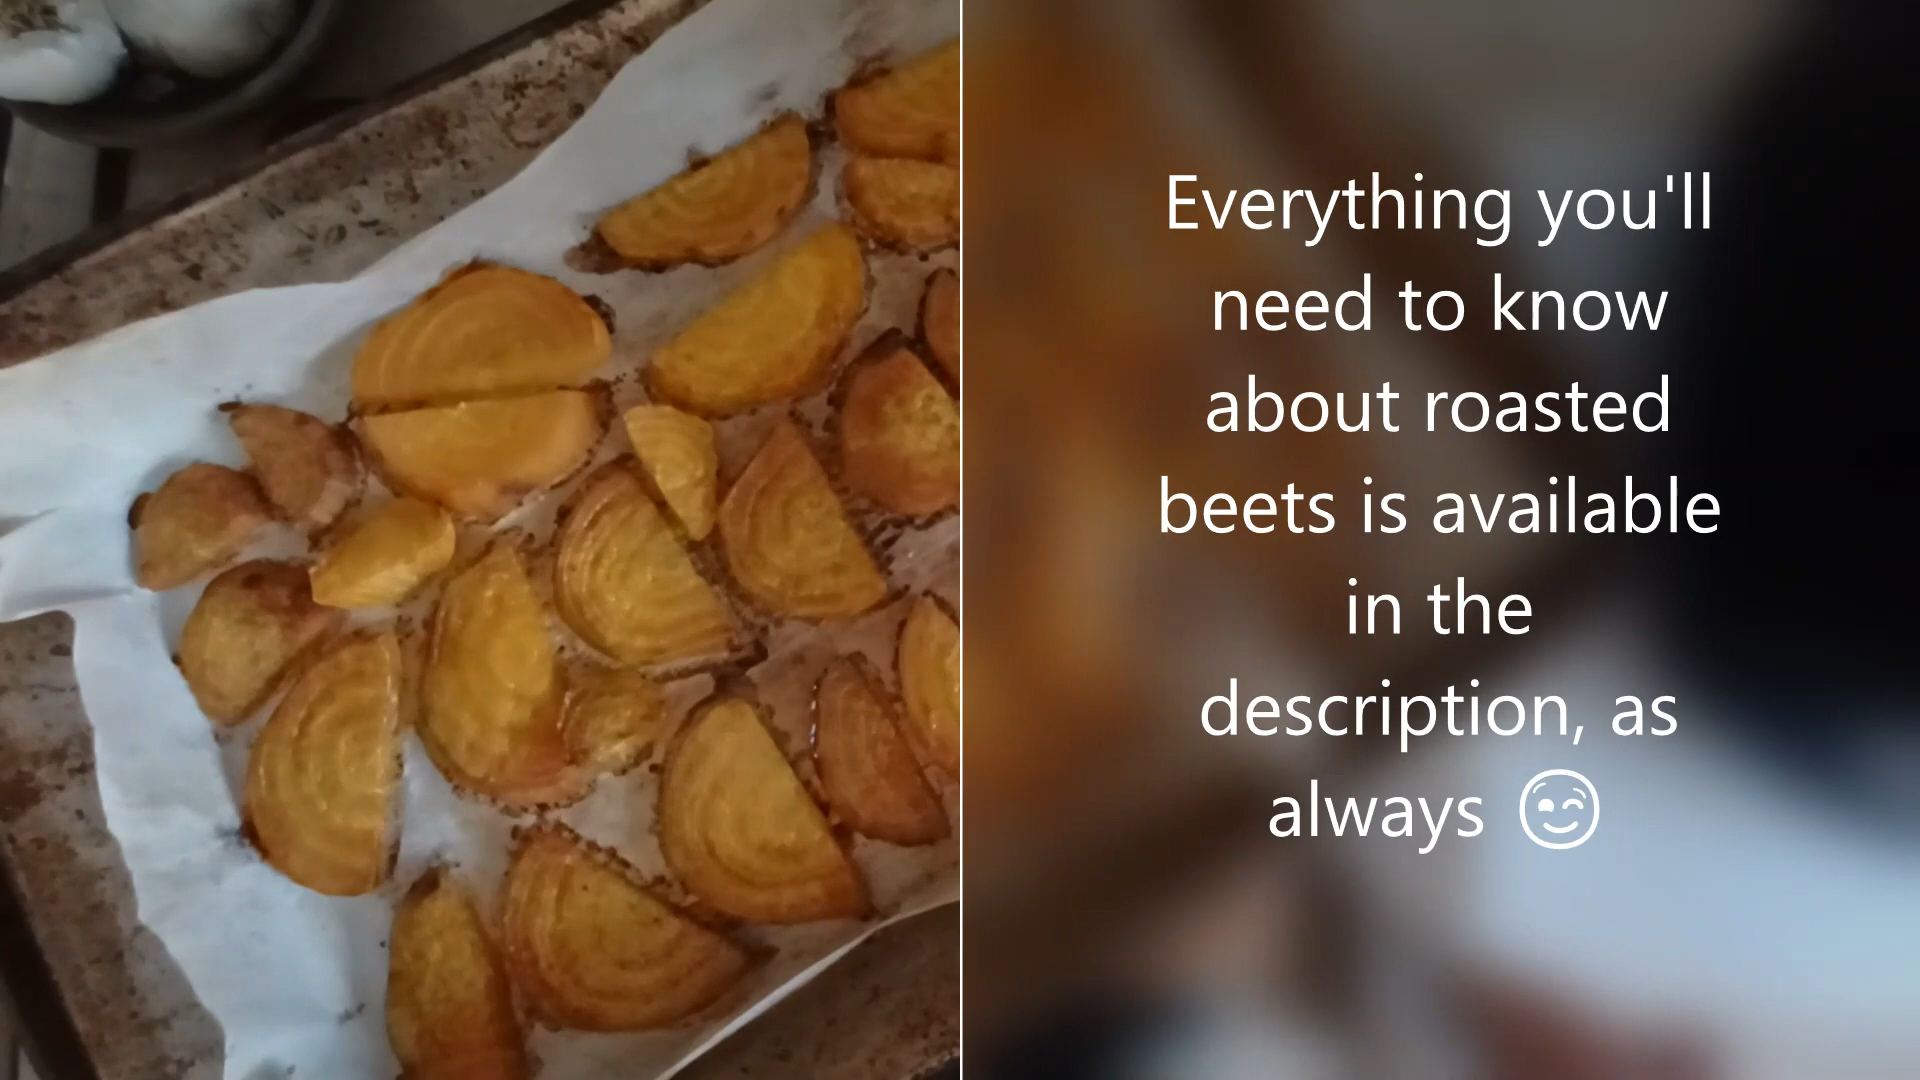 Everything you'll
need to know
about roasted
beets is available
in the
description, as
always 😉